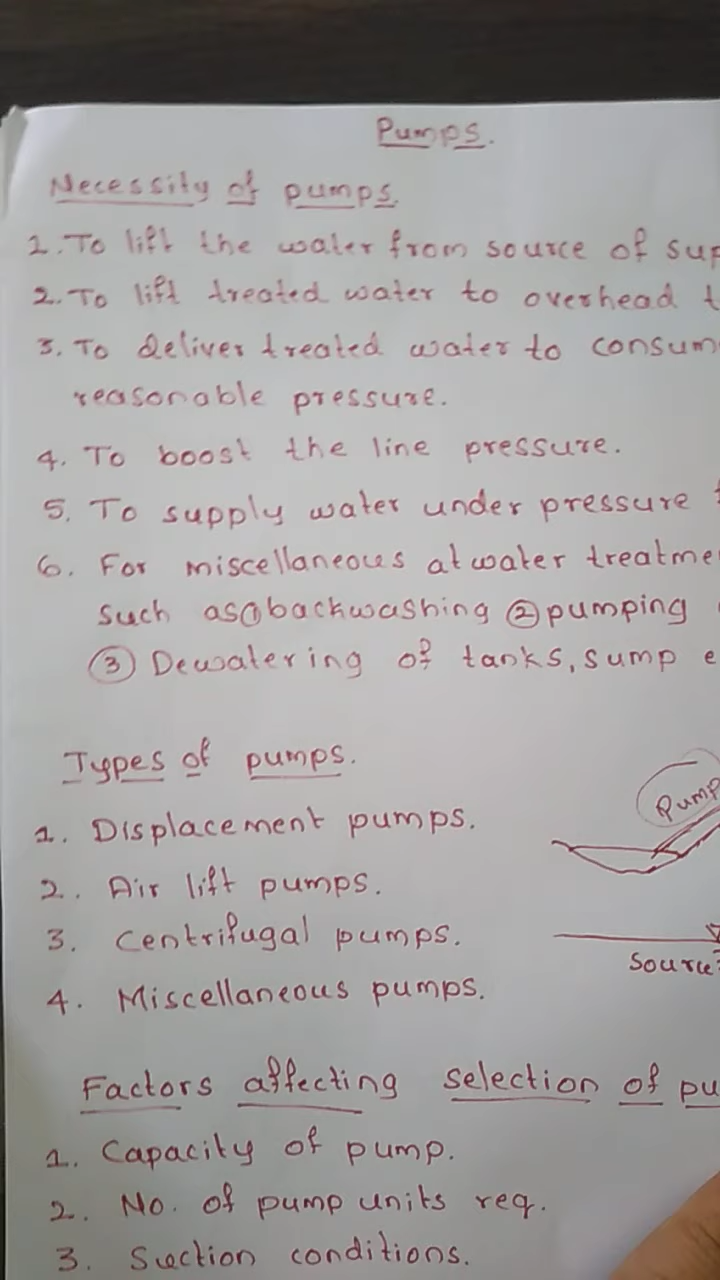 Pumps.
Necessity of pumps
1. To lift the water from source of sup
2. To lift treated water to overhead t
3. To deliver treated water to consum
reasonable pressure.
4. To boost the line pressure.
5. To supply water under pressure
6. For miscellaneous at water treatme
such as ① backwashing ② pumping
③ Dewatering of tanks, sump e
Types of pumps.
1. Displacement pumps.
Pump
2. Air lift pumps.
3. Centrifugal pumps.
Source
4. Miscellaneous pumps.
Factors affecting selection of pu
1. Capacity of pump.
2. No. of pump units req.
3. Suction conditions.